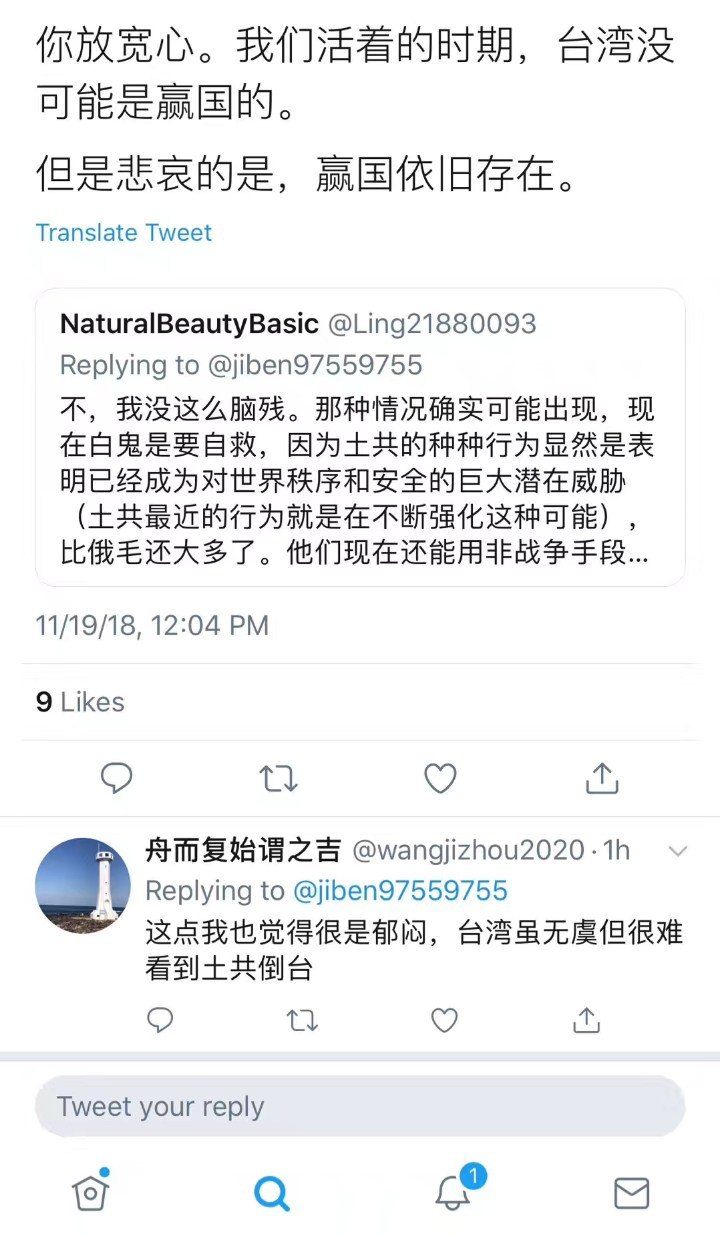 你放宽心。我们活着的时期，台湾没
可能是赢国的。
但是悲哀的是，赢国依旧存在。
Translate Tweet
NaturalBeautyBasic @Ling21880093
Replying to @jiben97559755
不，我没这么脑残。那种情况确实可能出现，现
在白鬼是要自救，因为土共的种种行为显然是表
明已经成为对世界秩序和安全的巨大潜在威胁
（土共最近的行为就是在不断强化这种可能），
比俄毛还大多了。他们现在还能用非战争手段...
11/19/18, 12:04 PM
9 Likes
舟而复始谓之吉 @wangjizhou2020 · 1h
Replying to @jiben97559755
这点我也觉得很是郁闷，台湾虽无虞但很难
看到土共倒台
Tweet your reply
1